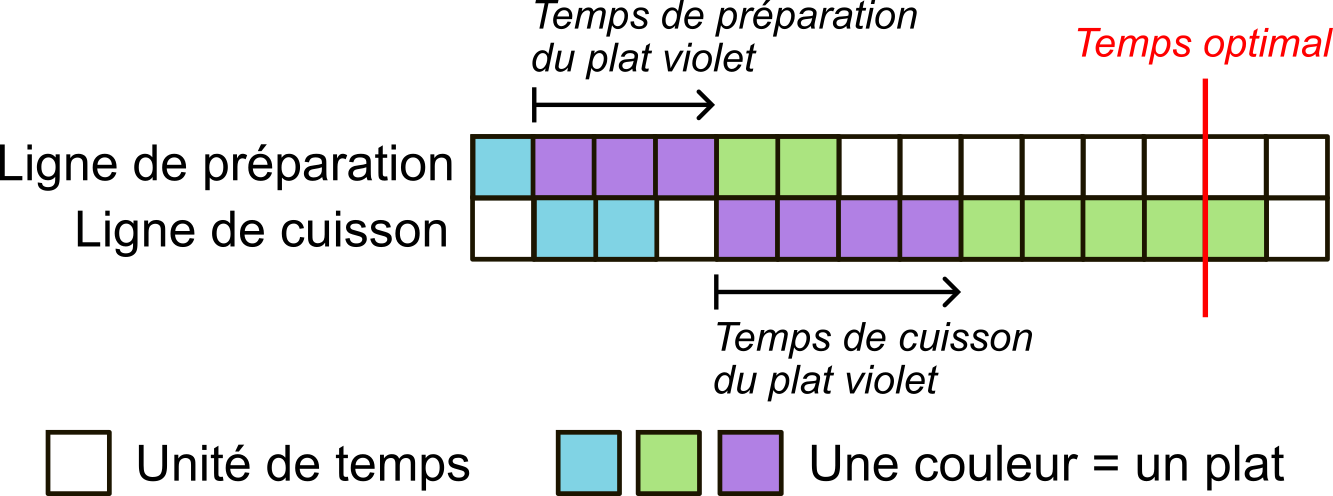 Temps de préparation
du plat violet
Temps optimal
Ligne de préparation
Ligne de cuisson
Temps de cuisson
du plat violet
Unité de temps
Une couleur = un plat